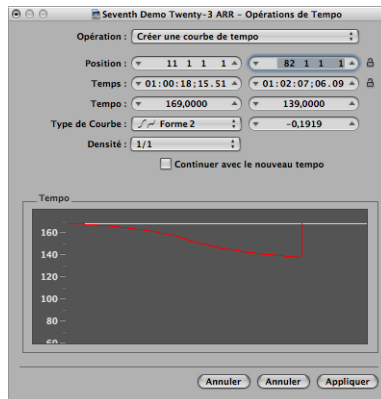 Seventh Demo Twenty-3 ARR – Opérations de Tempo
Opération : Créer une courbe de tempo
Position : 11 1 1 1 82 1 1 1
Temps : 01:00:18;15.51 01:02:07;06.09
Tempo : 169,0000 139,0000
Type de Courbe : Forme 2 -0,1919
Densité : 1/1
Continuer avec le nouveau tempo
Tempo
160
140
120
100
80
60
Annuler Annuler Appliquer